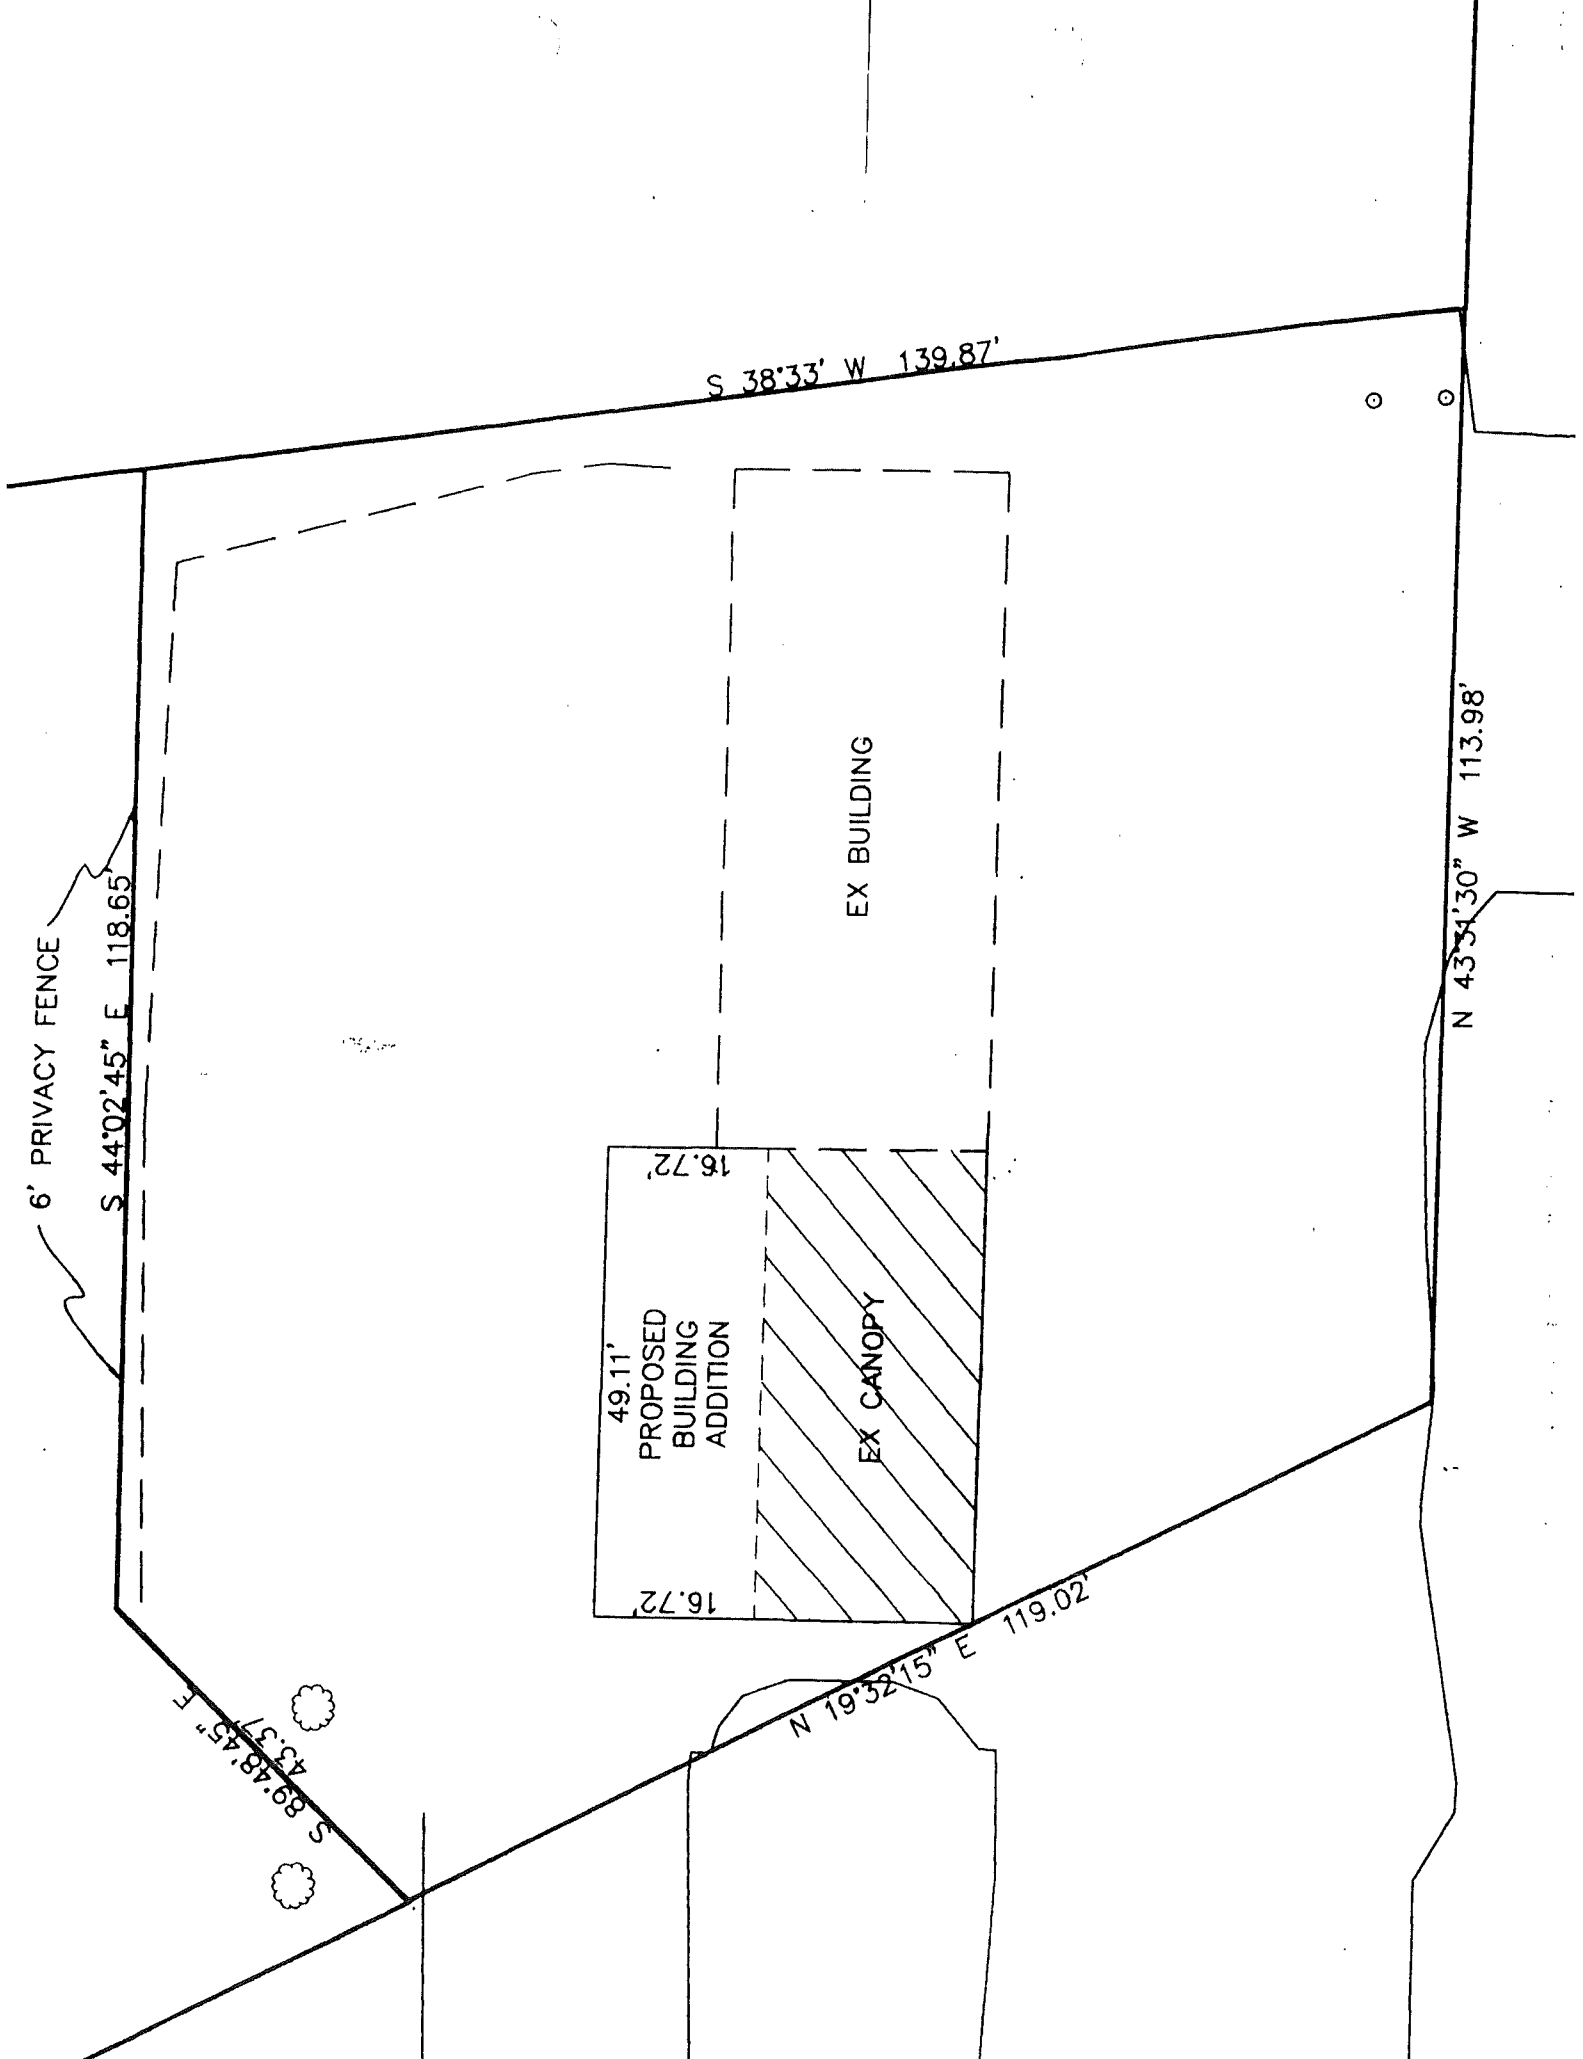 S 38°33' W 139.87'
6' PRIVACY FENCE
S 44°02'45" E 118.65'
EX BUILDING
N 43°31'30" W 113.98'
16.72'
49.11'
PROPOSED
BUILDING
ADDITION
EX CANOPY
16.72'
N 19°32'15" E 119.02'
S 89°48'45" E
43.37'